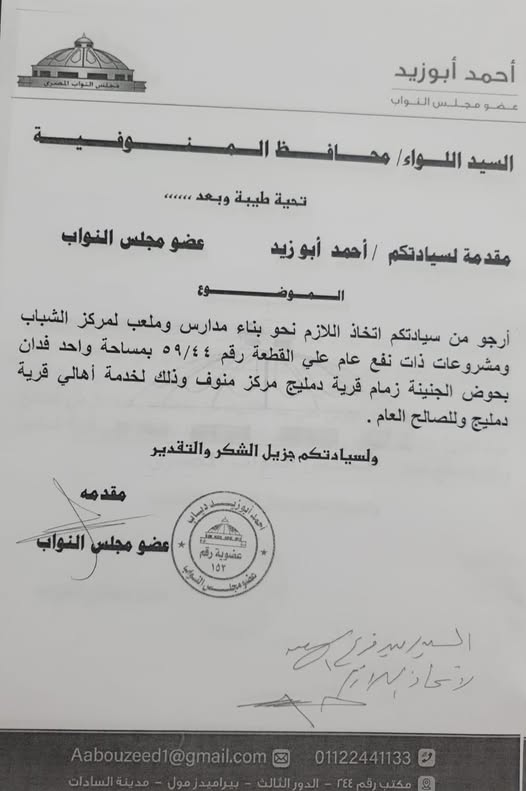 أحمد أبوزيد
عضو مجلس النواب
مجلس النواب المصري
السيد اللواء/ محافظ المنوفية
تحية طيبة وبعد ،،،،،،
مقدمة لسيادتكم / أحمد أبو زيد عضو مجلس النواب
الموضوع
أرجو من سيادتكم اتخاذ اللازم نحو بناء مدارس وملعب لمركز الشباب
ومشروعات ذات نفع عام علي القطعة رقم ٥٩/٤٤ بمساحة واحد فدان
بحوض الجنينة زمام قرية دمليج مركز منوف وذلك لخدمة أهالي قرية
دمليج وللصالح العام .
ولسيادتكم جزيل الشكر والتقدير
مقدمه
عضو مجلس النواب
أحمد أبوزيد دياب
عضوية رقم
١٥٢
عضو مجلس النواب
السيد
لاتخاذ اللازم
Aabouzeed1@gmail.com 01122441133
مكتب رقم ٢٤٤ - الدور الثالث - بيراميدز مول - مدينة السادات